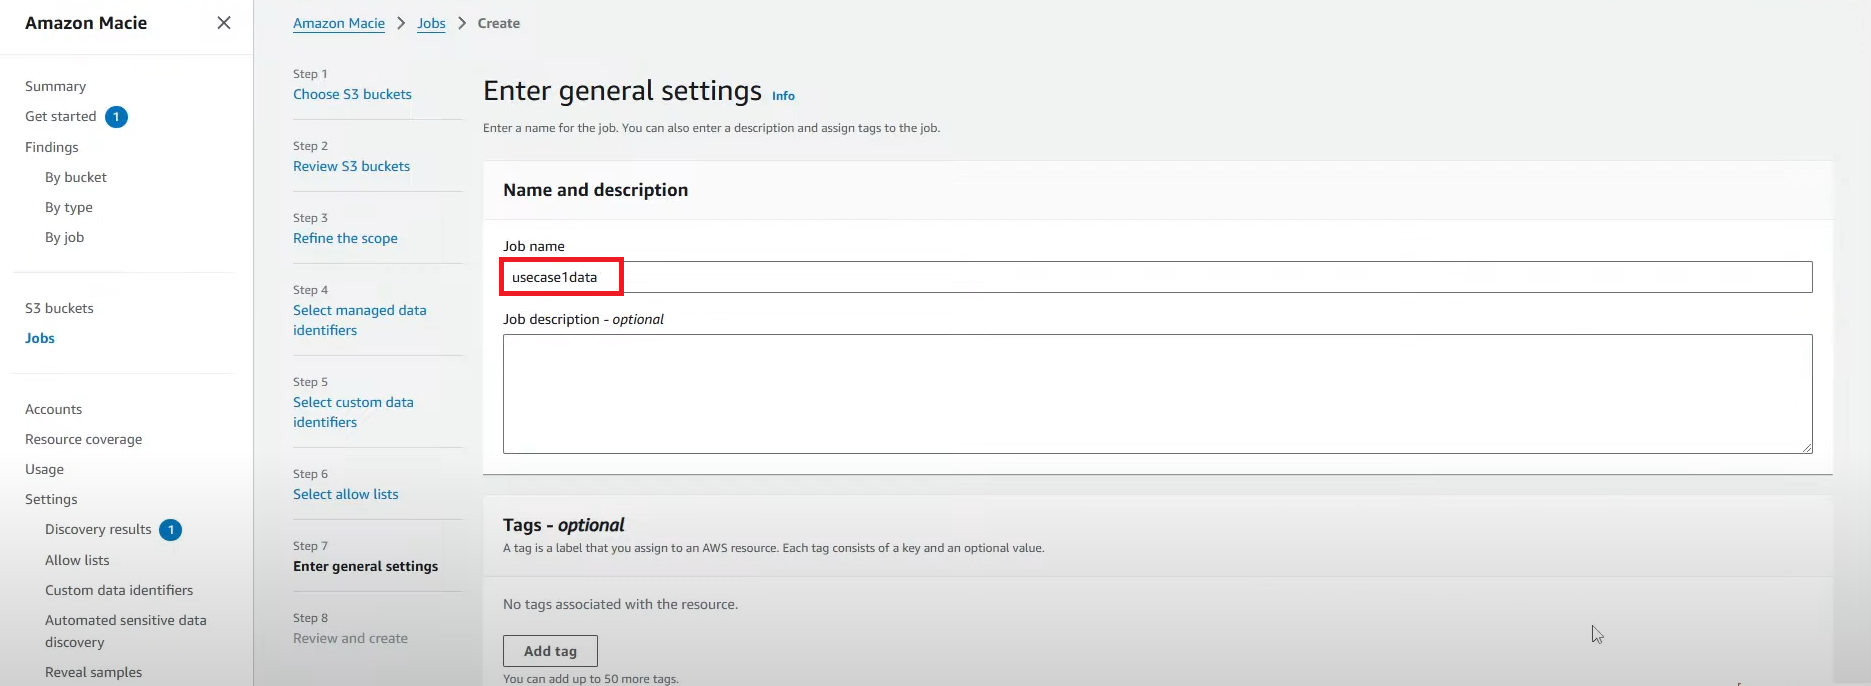 Amazon Macie
Summary
Get started 1
Findings
By bucket
By type
By job
S3 buckets
Jobs
Accounts
Resource coverage
Usage
Settings
Discovery results 1
Allow lists
Custom data identifiers
Automated sensitive data
discovery
Reveal samples
Amazon Macie > Jobs > Create
Step 1
Choose S3 buckets
Step 2
Review S3 buckets
Step 3
Refine the scope
Step 4
Select managed data
identifiers
Step 5
Select custom data
identifiers
Step 6
Select allow lists
Step 7
Enter general settings
Step 8
Review and create
Enter general settings Info
Enter a name for the job. You can also enter a description and assign tags to the job.
Name and description
Job name
usecase1data
Job description - optional
Tags - optional
A tag is a label that you assign to an AWS resource. Each tag consists of a key and an optional value.
No tags associated with the resource.
Add tag
You can add up to 50 more tags.